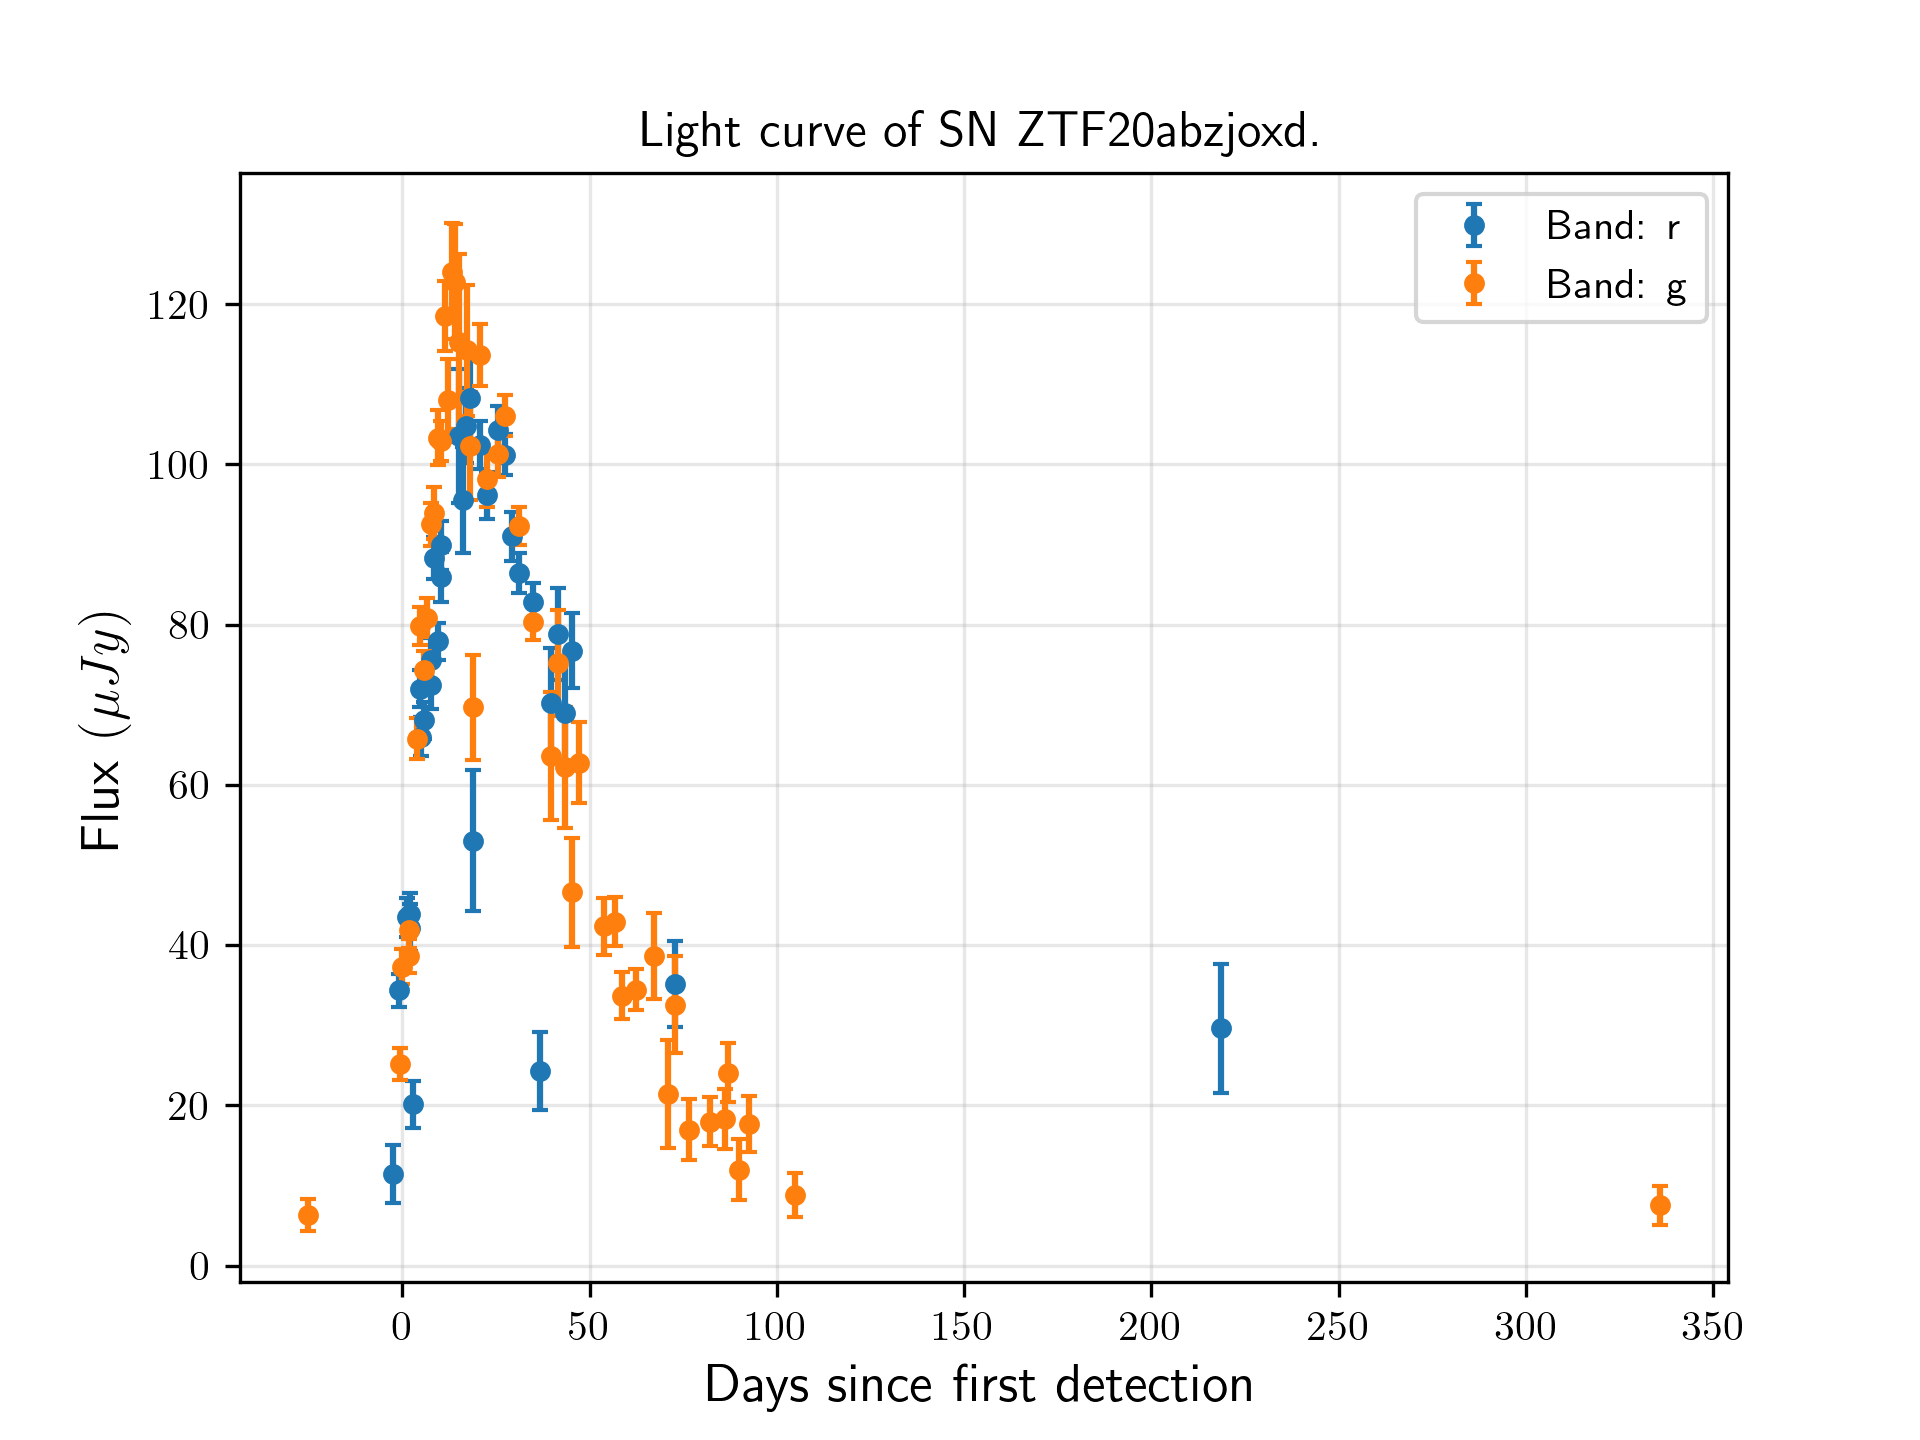 Light curve of SN ZTF20abzjoxd.
Band: r
Band: g
Flux (μJy)
120
100
80
60
40
20
0
0 50 100 150 200 250 300 350
Days since first detection